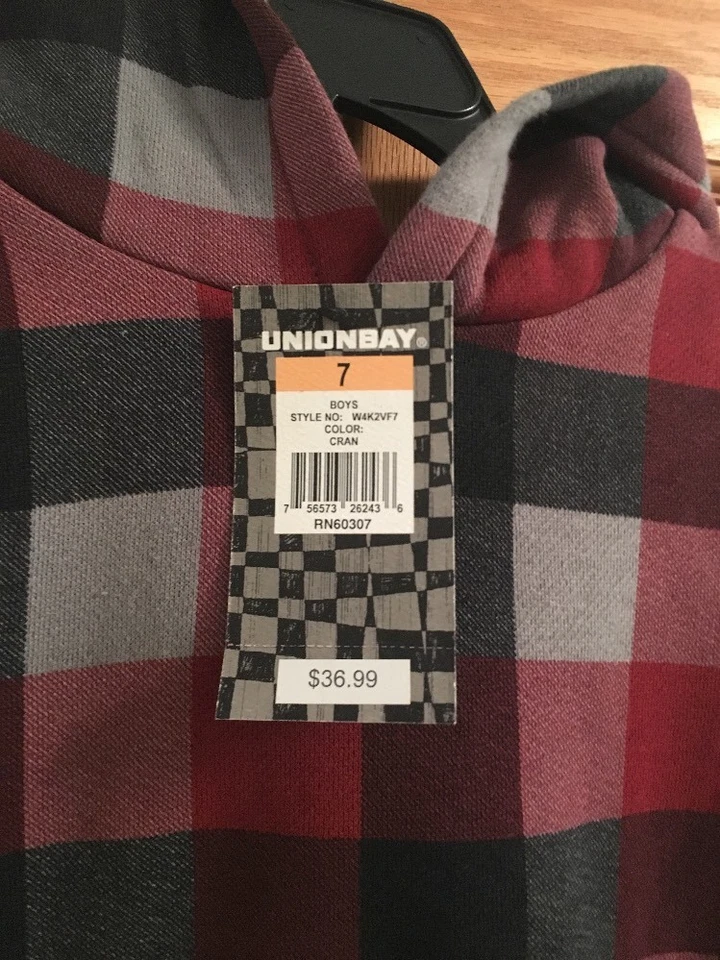 UNIONBAY®
7
BOYS
STYLE NO: W4K2VF7
COLOR:
CRAN
7 56573 26243 6
RN60307
$36.99